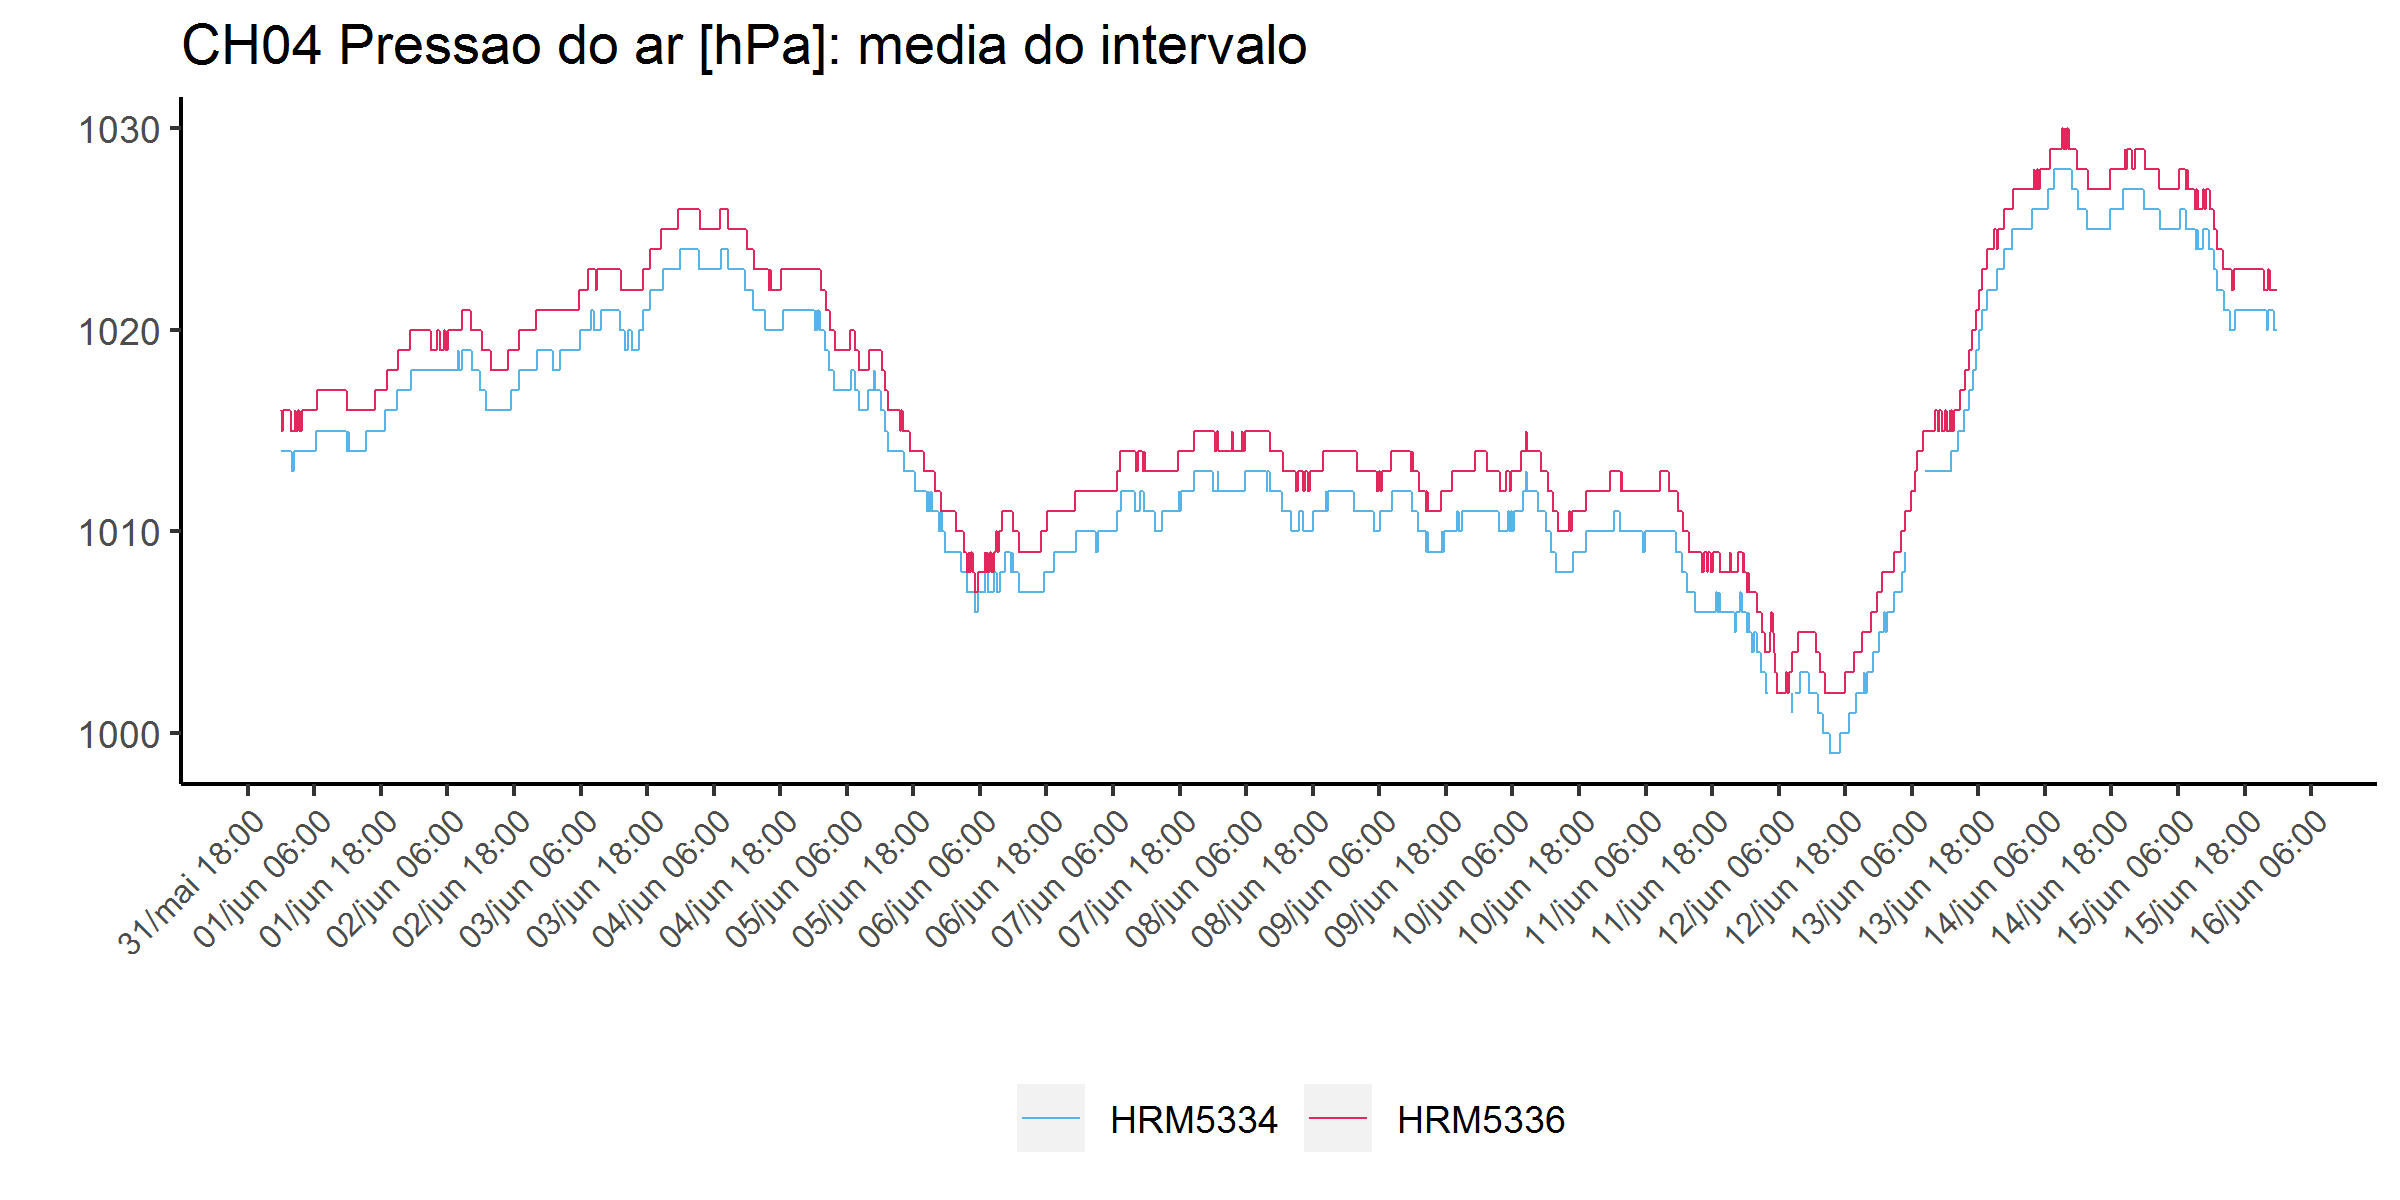 CH04 Pressao do ar [hPa]: media do intervalo
1030
1020
1010
1000
31/mai 18:00
01/jun 06:00
01/jun 18:00
02/jun 06:00
02/jun 18:00
03/jun 06:00
03/jun 18:00
04/jun 06:00
04/jun 18:00
05/jun 06:00
05/jun 18:00
06/jun 06:00
06/jun 18:00
07/jun 06:00
07/jun 18:00
08/jun 06:00
08/jun 18:00
09/jun 06:00
09/jun 18:00
10/jun 06:00
10/jun 18:00
11/jun 06:00
11/jun 18:00
12/jun 06:00
12/jun 18:00
13/jun 06:00
13/jun 18:00
14/jun 06:00
14/jun 18:00
15/jun 06:00
15/jun 18:00
16/jun 06:00
HRM5334
HRM5336